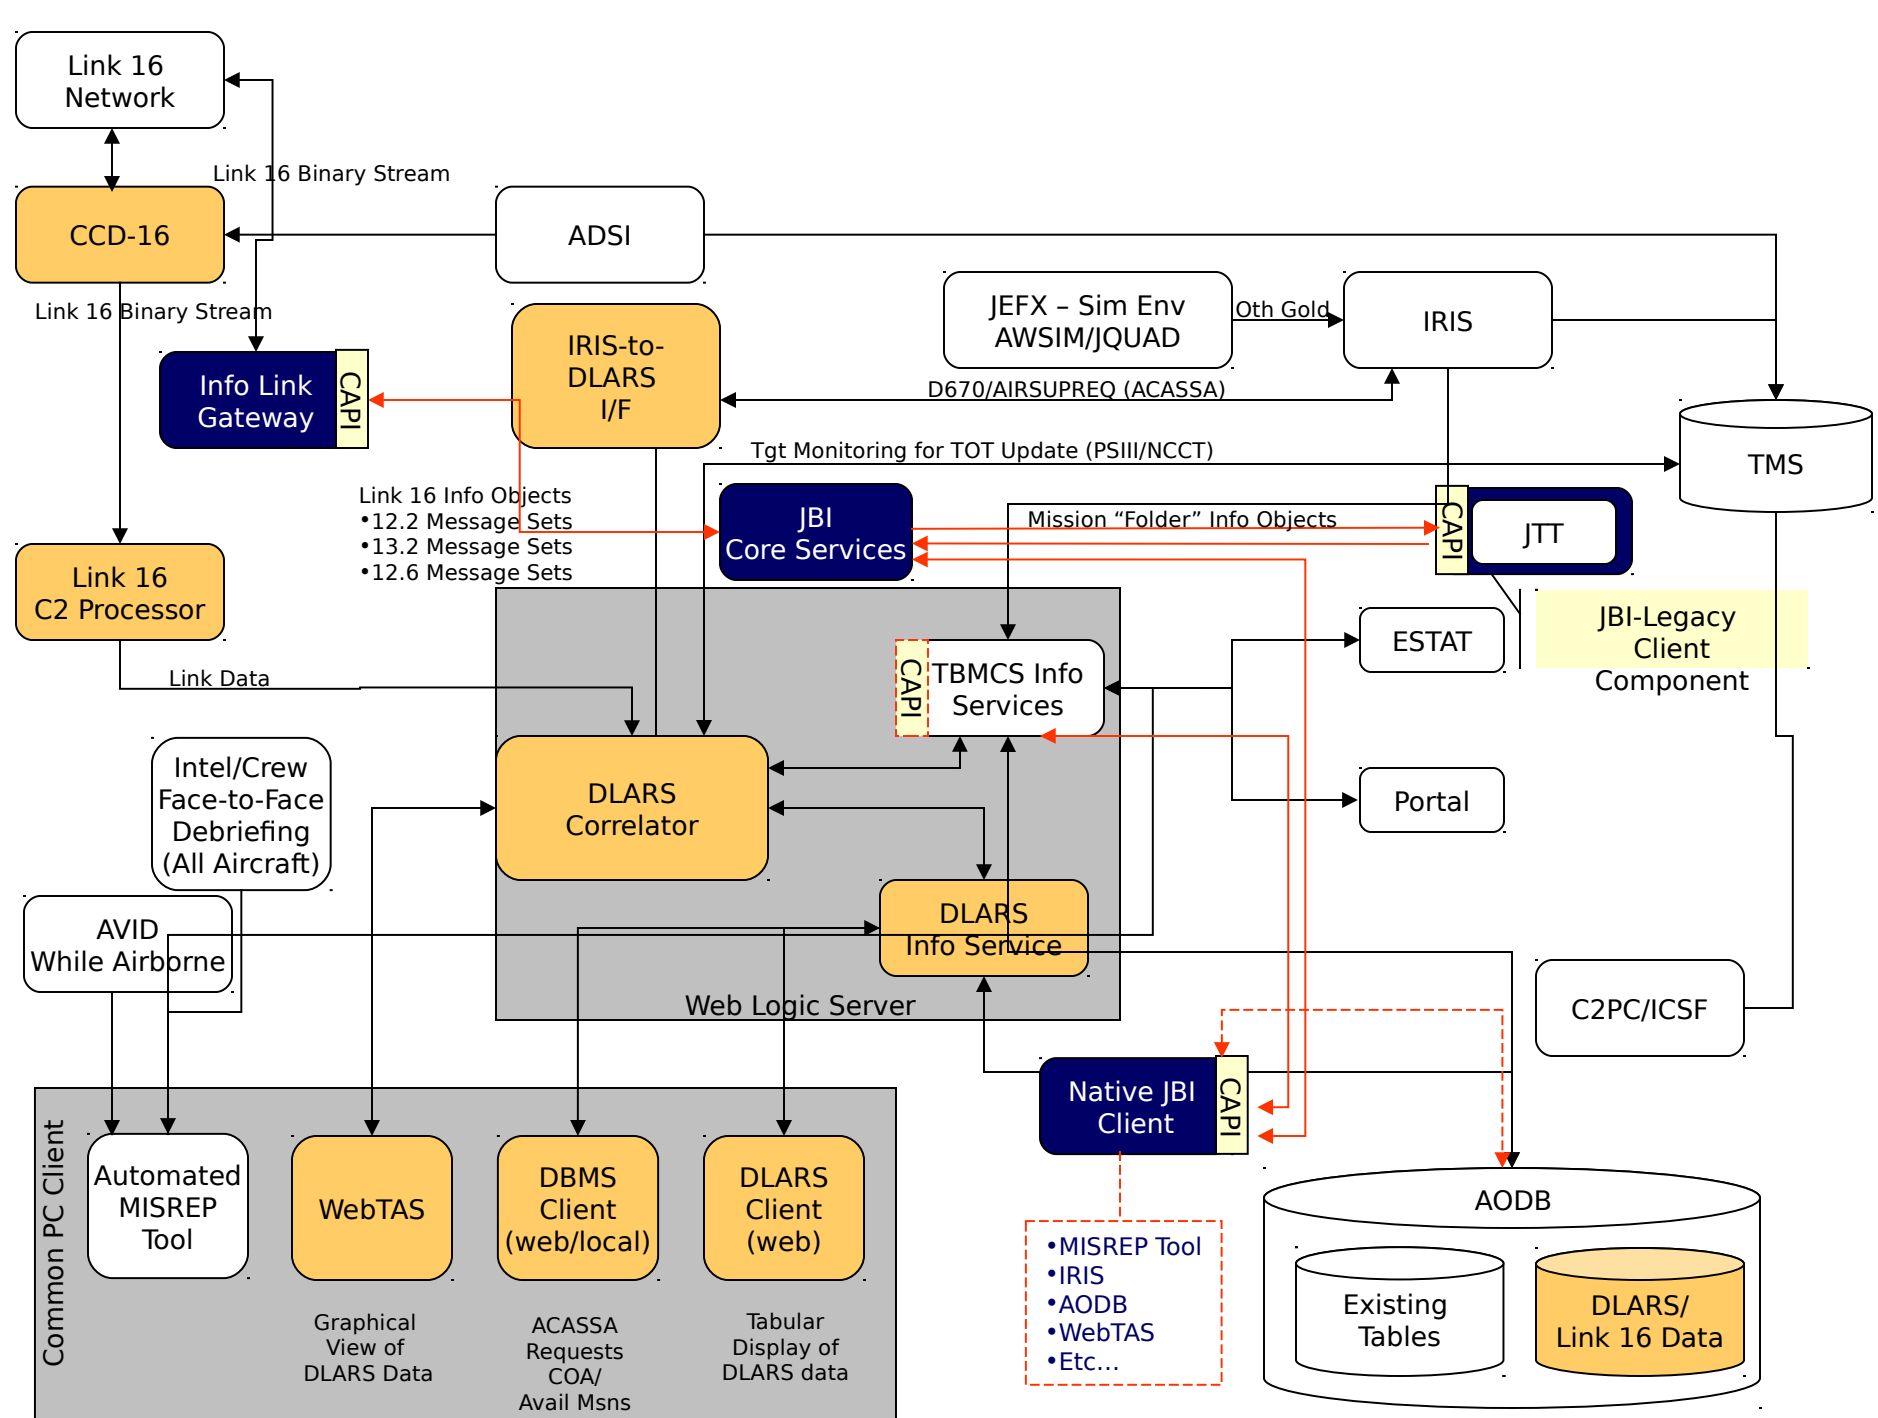 Link 16
Network
Link 16 Binary Stream
CCD-16
ADSI
Link 16 Binary Stream
JEFX – Sim Env
AWSIM/JQUAD
Oth Gold
IRIS
IRIS-to-
DLARS
I/F
Info Link
Gateway
CAPI
D670/AIRSUPREQ (ACASSA)
Tgt Monitoring for TOT Update (PSIII/NCCT)
TMS
Link 16 Info Objects
•12.2 Message Sets
•13.2 Message Sets
•12.6 Message Sets
JBI
Core Services
Mission “Folder” Info Objects
CAPI
JTT
Link 16
C2 Processor
JBI-Legacy
Client
Component
ESTAT
Link Data
CAPI
TBMCS Info
Services
Intel/Crew
Face-to-Face
Debriefing
(All Aircraft)
DLARS
Correlator
Portal
AVID
While Airborne
DLARS
Info Service
Web Logic Server
C2PC/ICSF
Native JBI
Client
CAPI
Common PC Client
Automated
MISREP
Tool
WebTAS
DBMS
Client
(web/local)
DLARS
Client
(web)
AODB
•MISREP Tool
•IRIS
•AODB
•WebTAS
•Etc…
Existing
Tables
DLARS/
Link 16 Data
Graphical
View of
DLARS Data
ACASSA
Requests
COA/
Avail Msns
Tabular
Display of
DLARS data